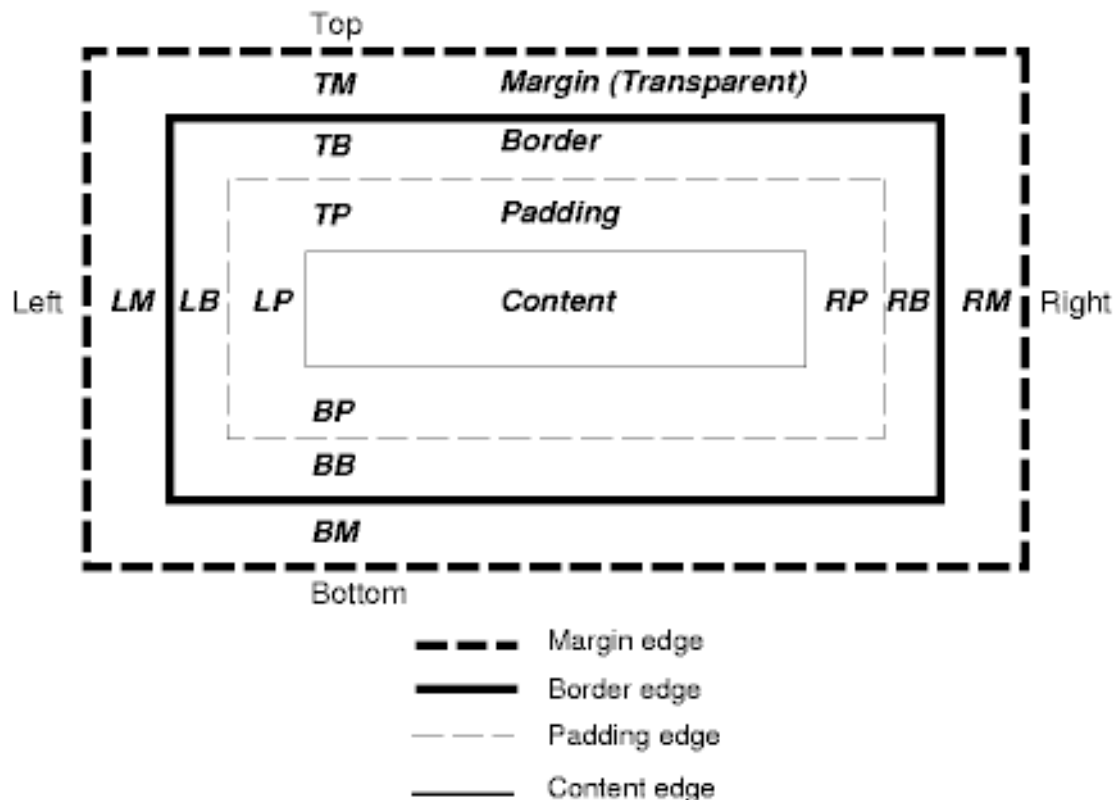 Top
TM Margin (Transparent)
TB Border
TP Padding
Left LM LB LP Content RP RB RM Right
BP
BB
BM
Bottom
Margin edge
Border edge
Padding edge
Content edge